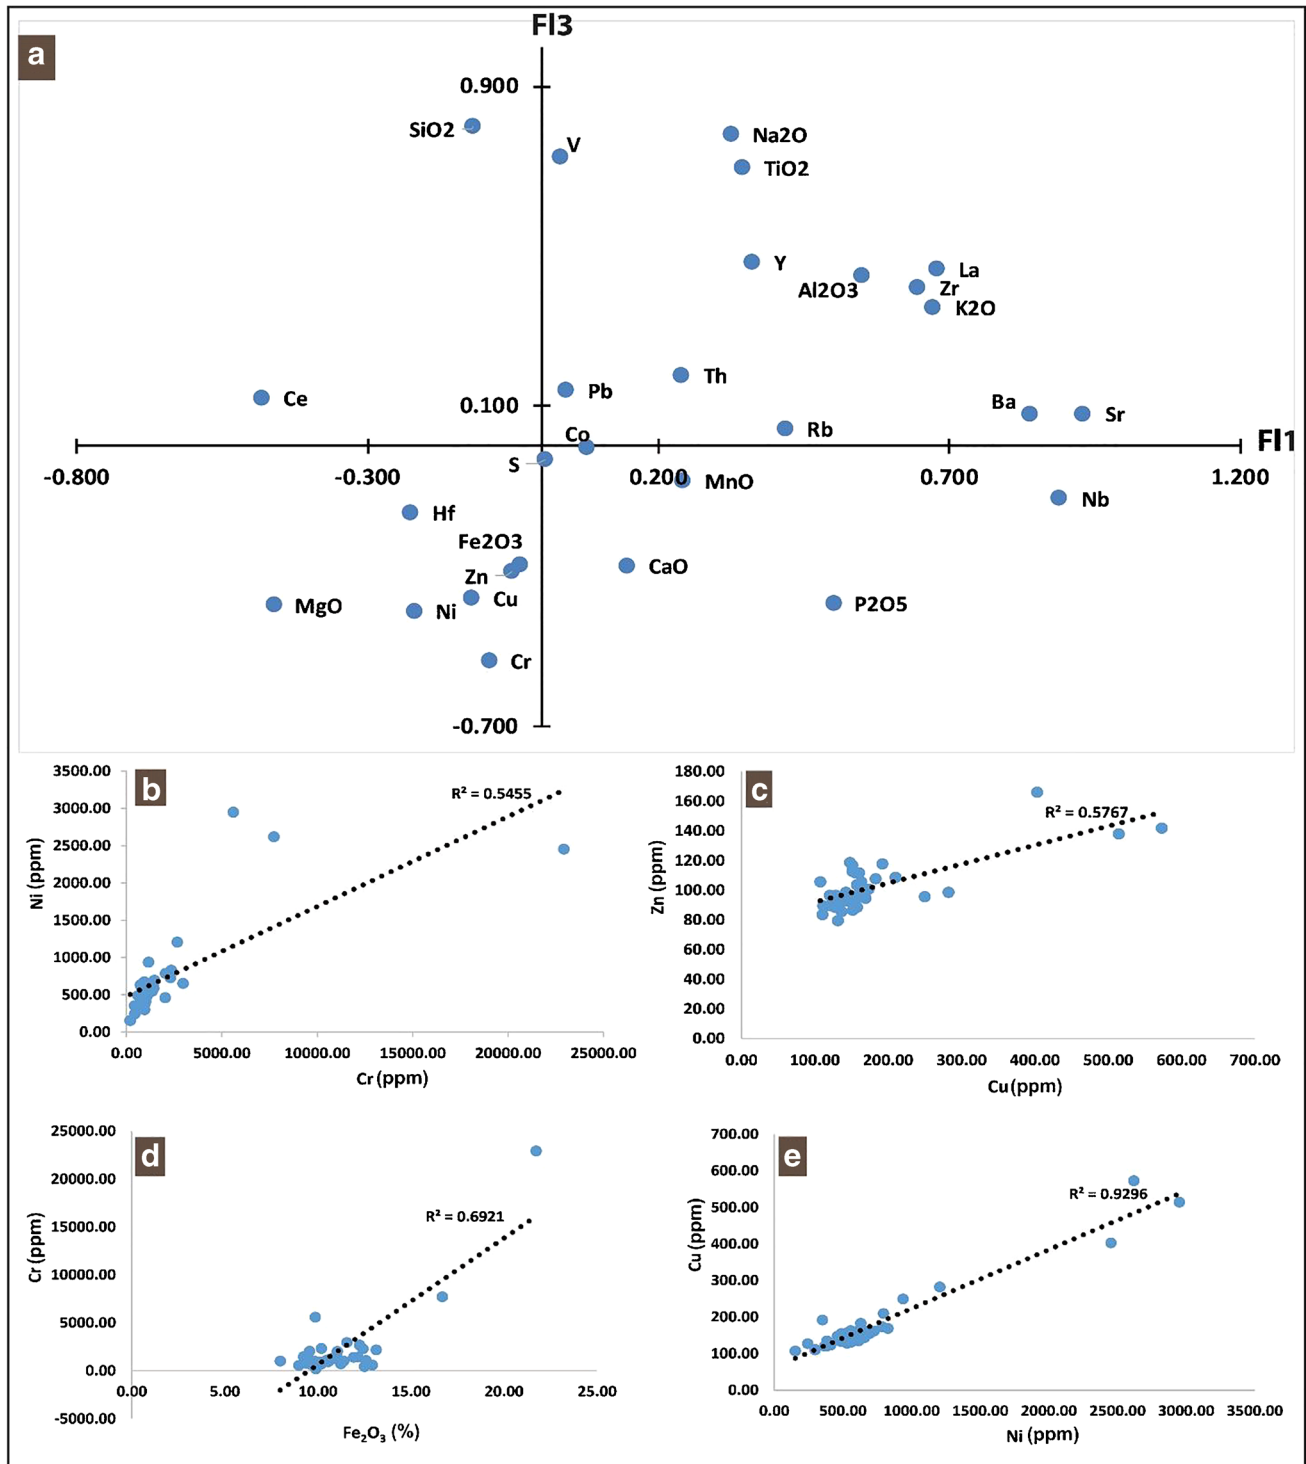 Fl3
a
0.900
SiO2
V
Na2O
TiO2
Y
La
Al2O3
Zr
K2O
Th
Pb
Ce
0.100
Ba
Sr
Co
Rb
Fl1
S
-0.800
-0.300
0.200
0.700
1.200
MnO
Nb
Hf
Fe2O3
CaO
Zn
Cu
MgO
Ni
P2O5
Cr
-0.700
b
3500.00
3000.00
2500.00
2000.00
1500.00
1000.00
500.00
0.00
Ni (ppm)
R² = 0.5455
0.00 5000.00 10000.00 15000.00 20000.00 25000.00
Cr (ppm)
c
180.00
160.00
140.00
120.00
100.00
80.00
60.00
40.00
20.00
0.00
Zn (ppm)
R² = 0.5767
0.00 100.00 200.00 300.00 400.00 500.00 600.00 700.00
Cu (ppm)
d
25000.00
20000.00
15000.00
10000.00
5000.00
0.00
-5000.00
Cr (ppm)
R² = 0.6921
0.00 5.00 10.00 15.00 20.00 25.00
Fe₂O₃ (%)
e
700.00
600.00
500.00
400.00
300.00
200.00
100.00
0.00
Cu (ppm)
R² = 0.9296
0.00 500.00 1000.00 1500.00 2000.00 2500.00 3000.00 3500.00
Ni (ppm)